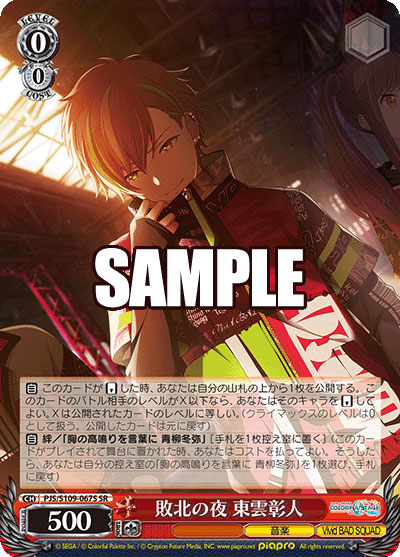 LEVEL
0
0
COST
SAMPLE
自 このカードがした時、あなたは自分の山札の上から1枚を公開する。こ
のカードのバトル相手のレベルがX以下なら、あなたはそのキャラをし
てよい。Xは公開されたカードのレベルに等しい。(クライマックスのレベルは0
として扱う。公開したカードは元に戻す)
自 絆/「胸の高鳴りを言葉に 青柳冬弥」[手札を1枚控室に置く](このカー
ドがプレイされて舞台に置かれた時、あなたはコストを払ってよい。そうした
ら、あなたは自分の控え室の「胸の高鳴りを言葉に 青柳冬弥」を1枚選び、手札
に戻す)
PJS/S109-067S SR
500
敗北の夜 東雲彰人
音楽
Vivid BAD SQUAD
© SEGA / © Colorful Palette Inc. / © Crypton Future Media, INC. www.piapro.net piapro All rights reserved.